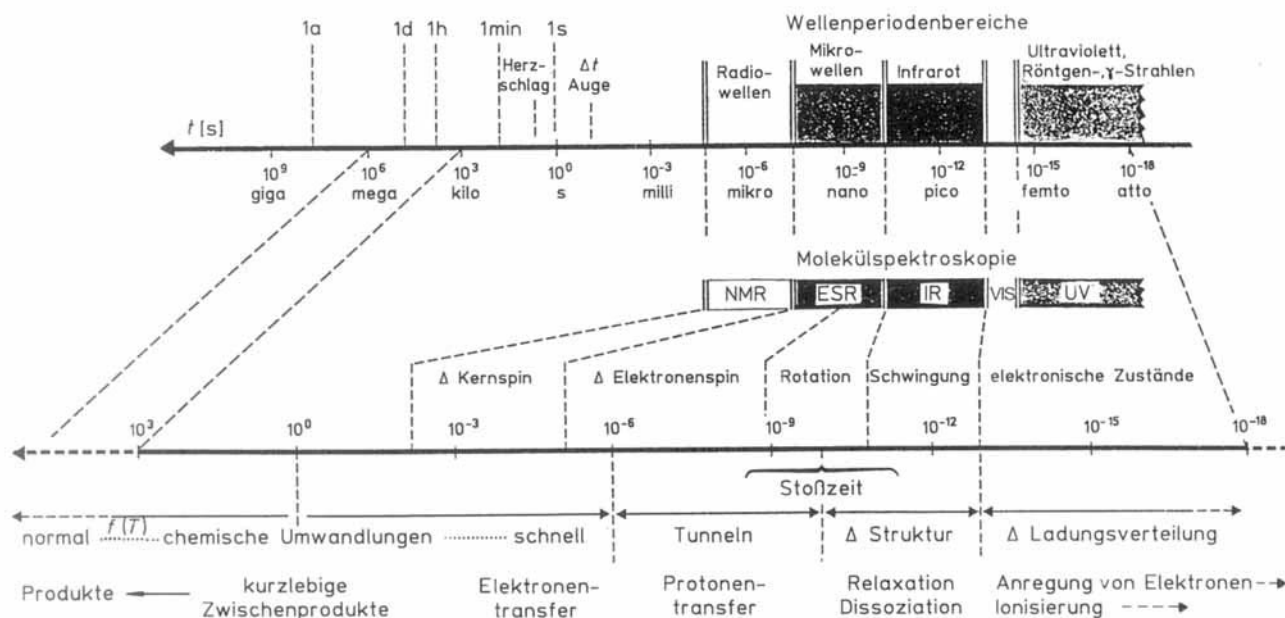 Wellenperiodenbereiche
1a 1d 1h 1min 1s
Herz-
schlag
Δt
Auge
Radio-
wellen
Mikro-
wellen
Infrarot
Ultraviolett,
Röntgen-,γ-Strahlen
t [s]
10⁹ 10⁶ 10³ 10⁰ 10⁻³ 10⁻⁶ 10⁻⁹ 10⁻¹² 10⁻¹⁵ 10⁻¹⁸
giga mega kilo s milli mikro nano pico femto atto
Molekülspektroskopie
NMR ESR IR VIS UV
Δ Kernspin Δ Elektronenspin Rotation Schwingung elektronische Zustände
10³ 10⁰ 10⁻³ 10⁻⁶ 10⁻⁹ 10⁻¹² 10⁻¹⁵ 10⁻¹⁸
Stoßzeit
f(T)
normal chemische Umwandlungen schnell Tunneln Δ Struktur Δ Ladungsverteilung
Produkte
kurzlebige
Zwischenprodukte
Elektronen-
transfer
Protonen-
transfer
Relaxation
Dissoziation
Anregung von Elektronen
Ionisierung